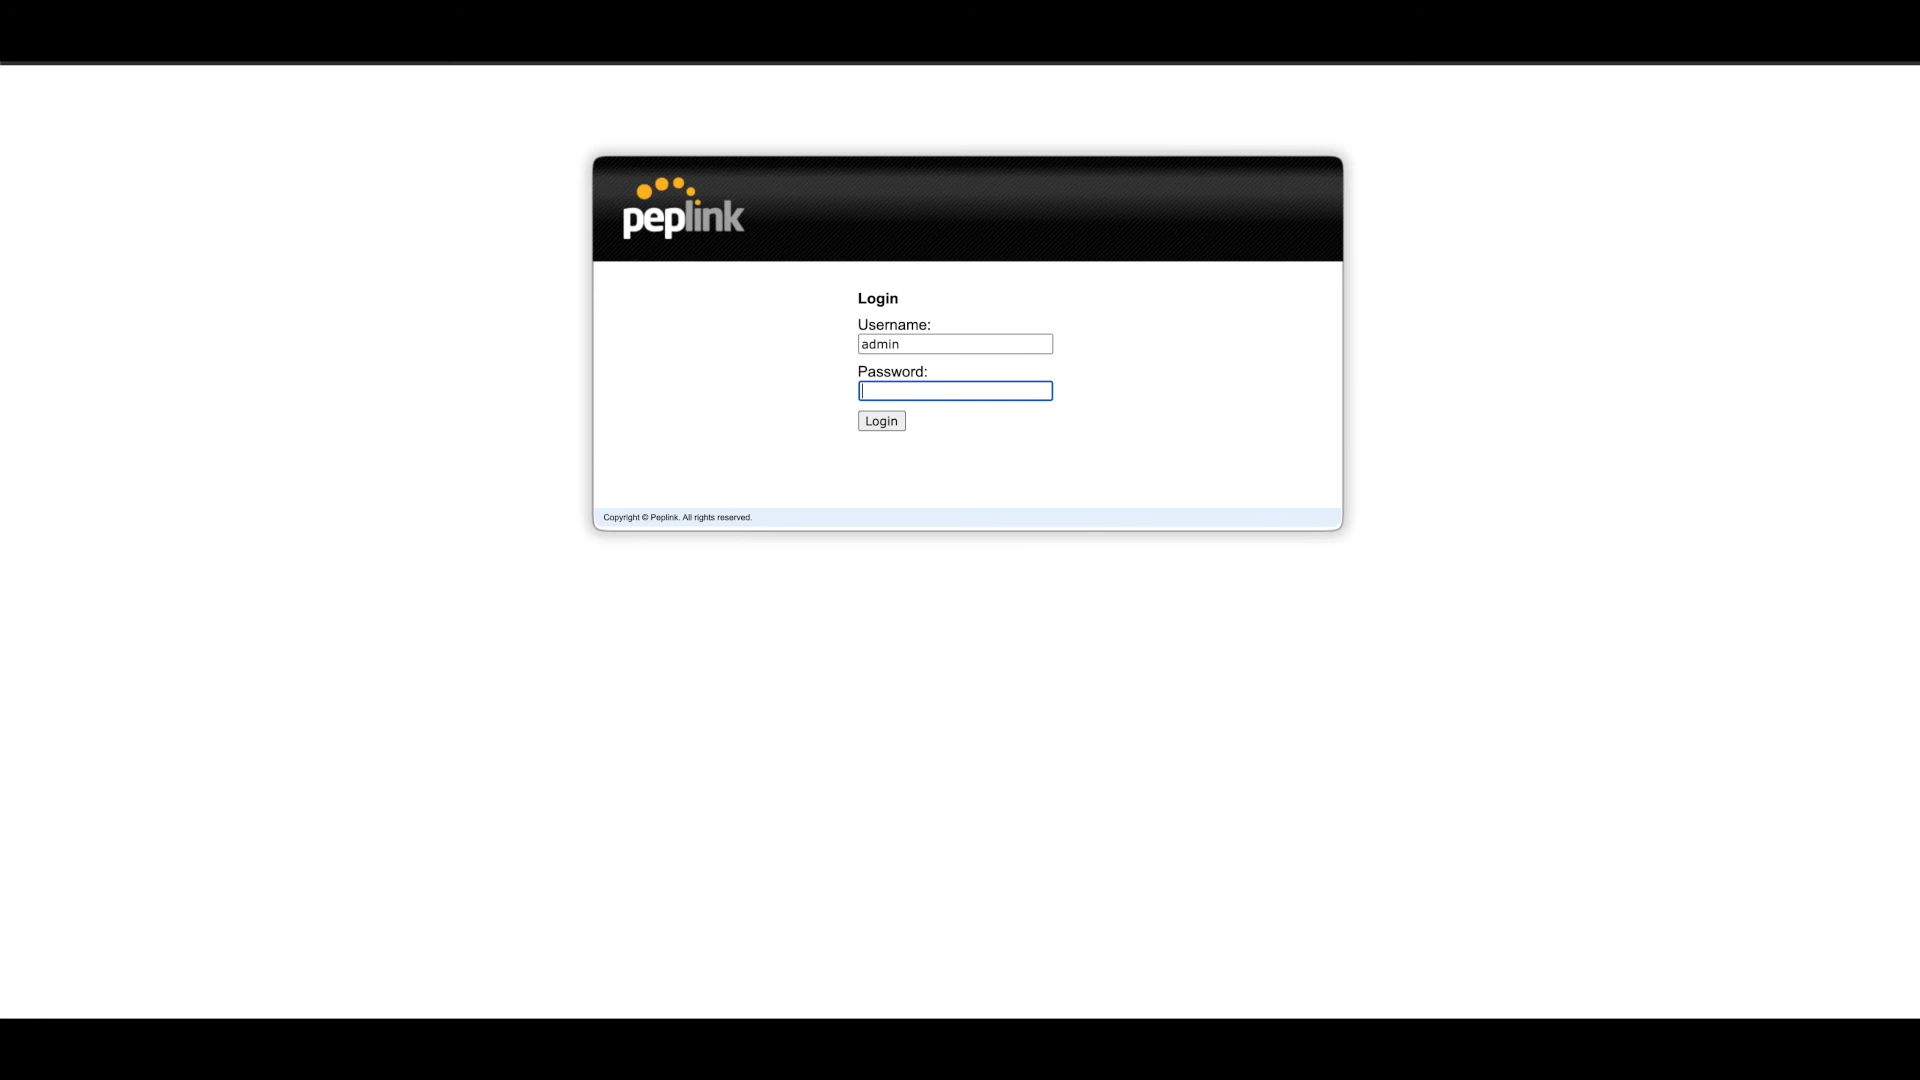 peplink
Login
Username:
admin
Password:
Login
Copyright © Peplink. All rights reserved.